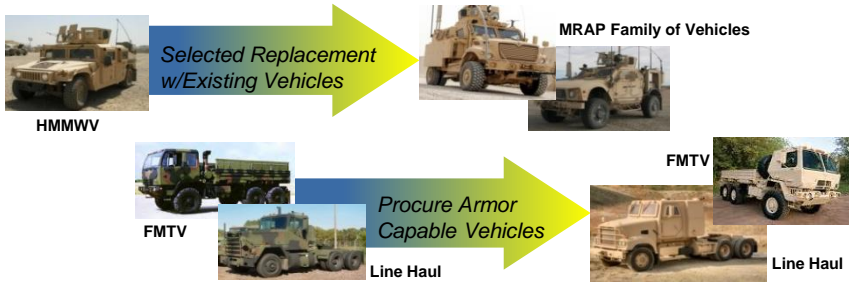 Selected Replacement
w/Existing Vehicles
MRAP Family of Vehicles
HMMWV
FMTV
Line Haul
Procure Armor
Capable Vehicles
FMTV
Line Haul